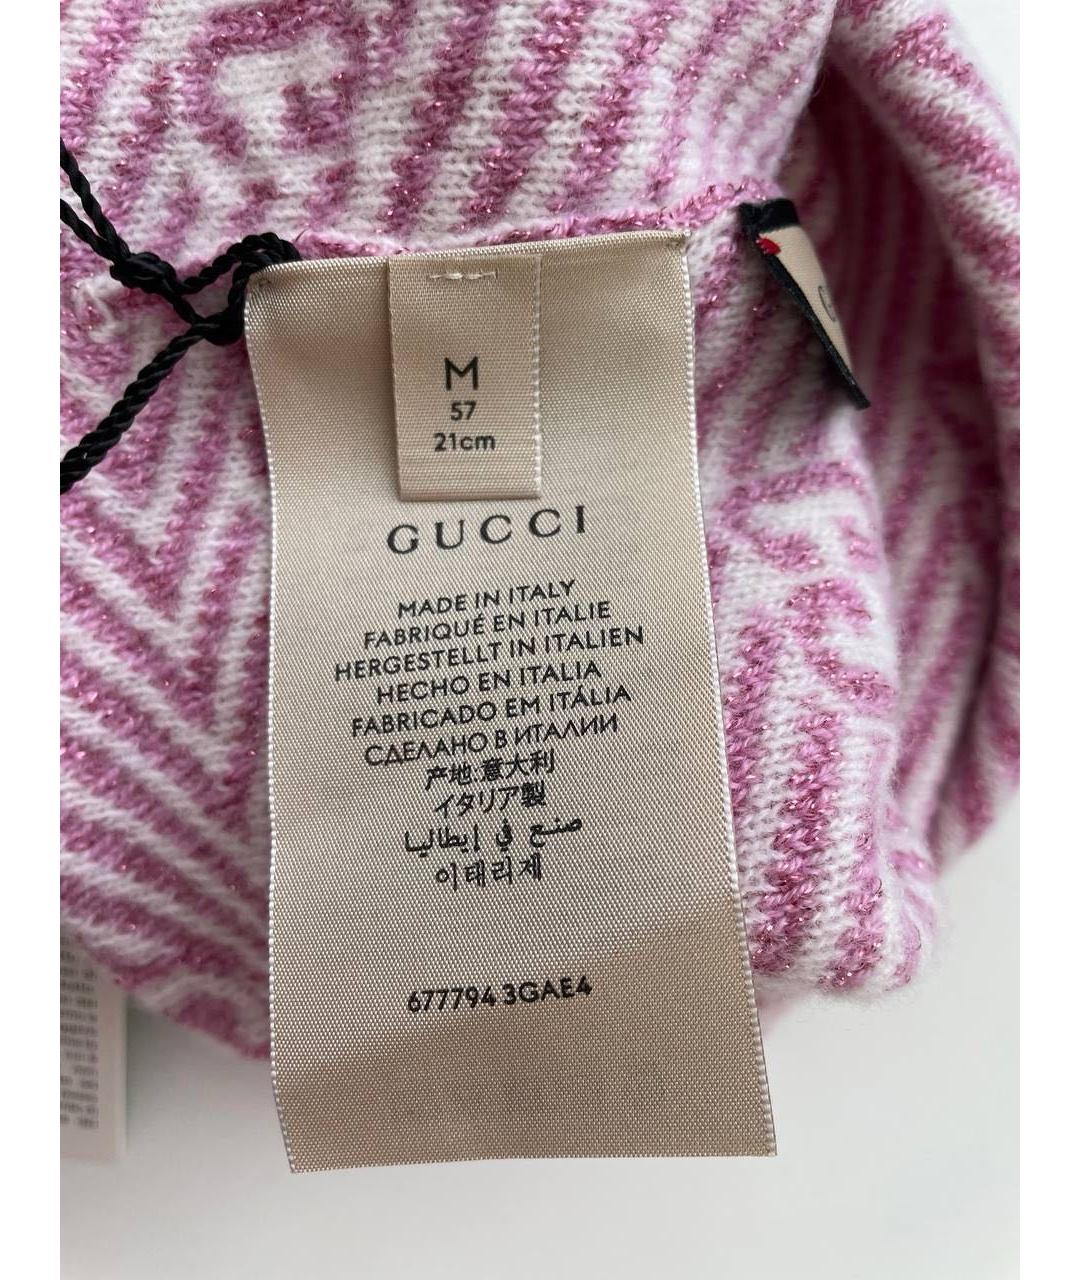 M
57
21cm
GUCCI
MADE IN ITALY
FABRIQUÉ EN ITALIE
HERGESTELLT IN ITALIEN
HECHO EN ITALIA
FABRICADO EM ITÁLIA
СДЕЛАНО В ИТАЛИИ
产地:意大利
イタリア製
صنع في إيطاليا
이태리제
677794 3GAE4